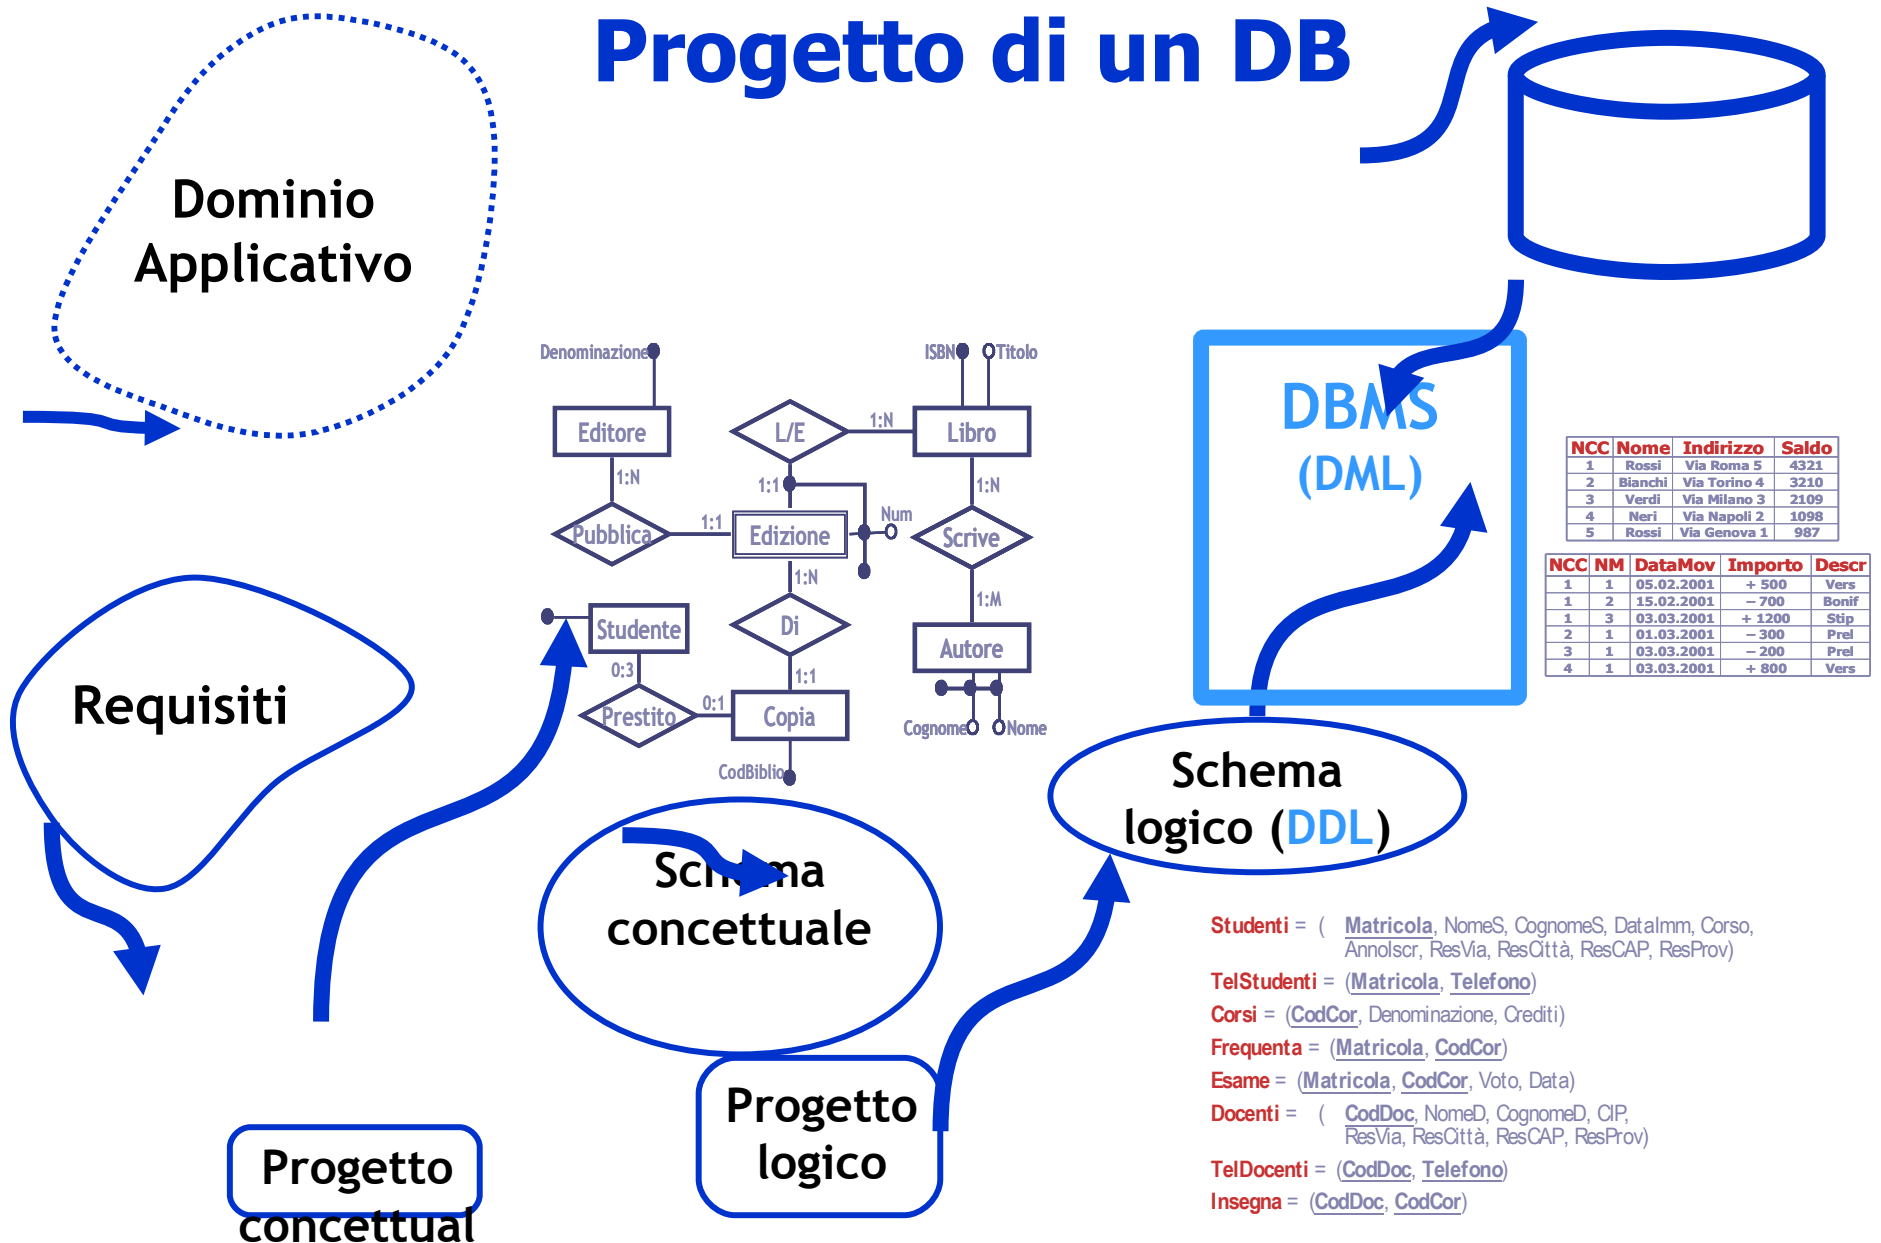 Progetto di un DB
Dominio
Applicativo
Requisiti
Progetto
concettual
Denominazione
ISBN
Titolo
Editore
L/E
1:N
Libro
1:N
1:1
1:N
Pubblica
1:1
Edizione
Num
Scrive
1:N
1:M
Studente
Di
Autore
0:3
1:1
Prestito
0:1
Copia
Cognome
Nome
CodBiblio
Schema
concettuale
Progetto
logico
DBMS
(DML)
Schema
logico (DDL)
NCC Nome Indirizzo Saldo
1 Rossi Via Roma 5 4321
2 Bianchi Via Torino 4 3210
3 Verdi Via Milano 3 2109
4 Neri Via Napoli 2 1098
5 Rossi Via Genova 1 987
NCC NM DataMov Importo Descr
1 1 05.02.2001 + 500 Vers
1 2 15.02.2001 – 700 Bonif
1 3 03.03.2001 + 1200 Stip
2 1 01.03.2001 – 300 Prel
3 1 03.03.2001 – 200 Prel
4 1 03.03.2001 + 800 Vers
Studenti = ( Matricola, NomeS, CognomeS, DataImm, Corso,
AnnoIscr, ResVia, ResCittà, ResCAP, ResProv)
TelStudenti = (Matricola, Telefono)
Corsi = (CodCor, Denominazione, Crediti)
Frequenta = (Matricola, CodCor)
Esame = (Matricola, CodCor, Voto, Data)
Docenti = ( CodDoc, NomeD, CognomeD, CIP,
ResVia, ResCittà, ResCAP, ResProv)
TelDocenti = (CodDoc, Telefono)
Insegna = (CodDoc, CodCor)